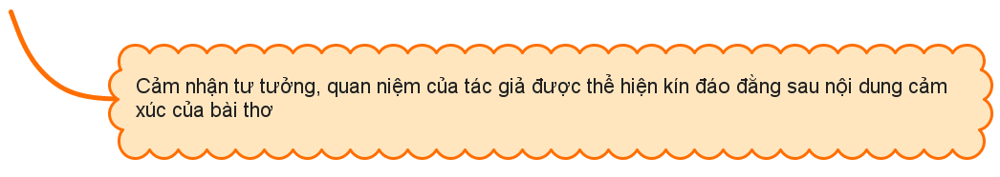 Cảm nhận tư tưởng, quan niệm của tác giả được thể hiện kín đáo đằng sau nội dung cảm
xúc của bài thơ